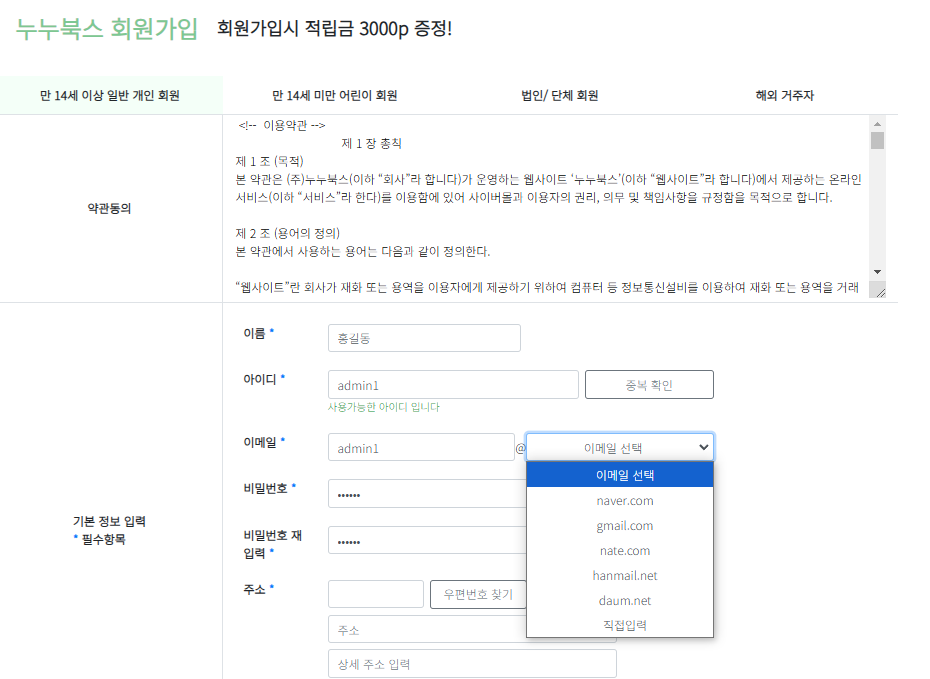 누누북스 회원가입 회원가입시 적립금 3000p 증정!
만 14세 이상 일반 개인 회원 만 14세 미만 어린이 회원 법인/ 단체 회원 해외 거주자
약관동의
<!-- 이용약관 -->
제 1 장 총칙
제 1 조 (목적)
본 약관은 (주)누누북스(이하 “회사”라 합니다)가 운영하는 웹사이트 ‘누누북스’(이하 “웹사이트”라 합니다)에서 제공하는 온라인
서비스(이하 “서비스”라 한다)를 이용함에 있어 사이버몰과 이용자의 권리, 의무 및 책임사항을 규정함을 목적으로 합니다.
제 2 조 (용어의 정의)
본 약관에서 사용하는 용어는 다음과 같이 정의한다.
“웹사이트”란 회사가 재화 또는 용역을 이용자에게 제공하기 위하여 컴퓨터 등 정보통신설비를 이용하여 재화 또는 용역을 거래
기본 정보 입력
* 필수항목
이름 * 홍길동
아이디 * admin1 중복 확인
사용가능한 아이디 입니다
이메일 * admin1 @ 이메일 선택
이메일 선택
naver.com
gmail.com
nate.com
hanmail.net
daum.net
직접입력
비밀번호 * ••••••
비밀번호 재
입력 * ••••••
주소 * 우편번호 찾기
주소
상세 주소 입력